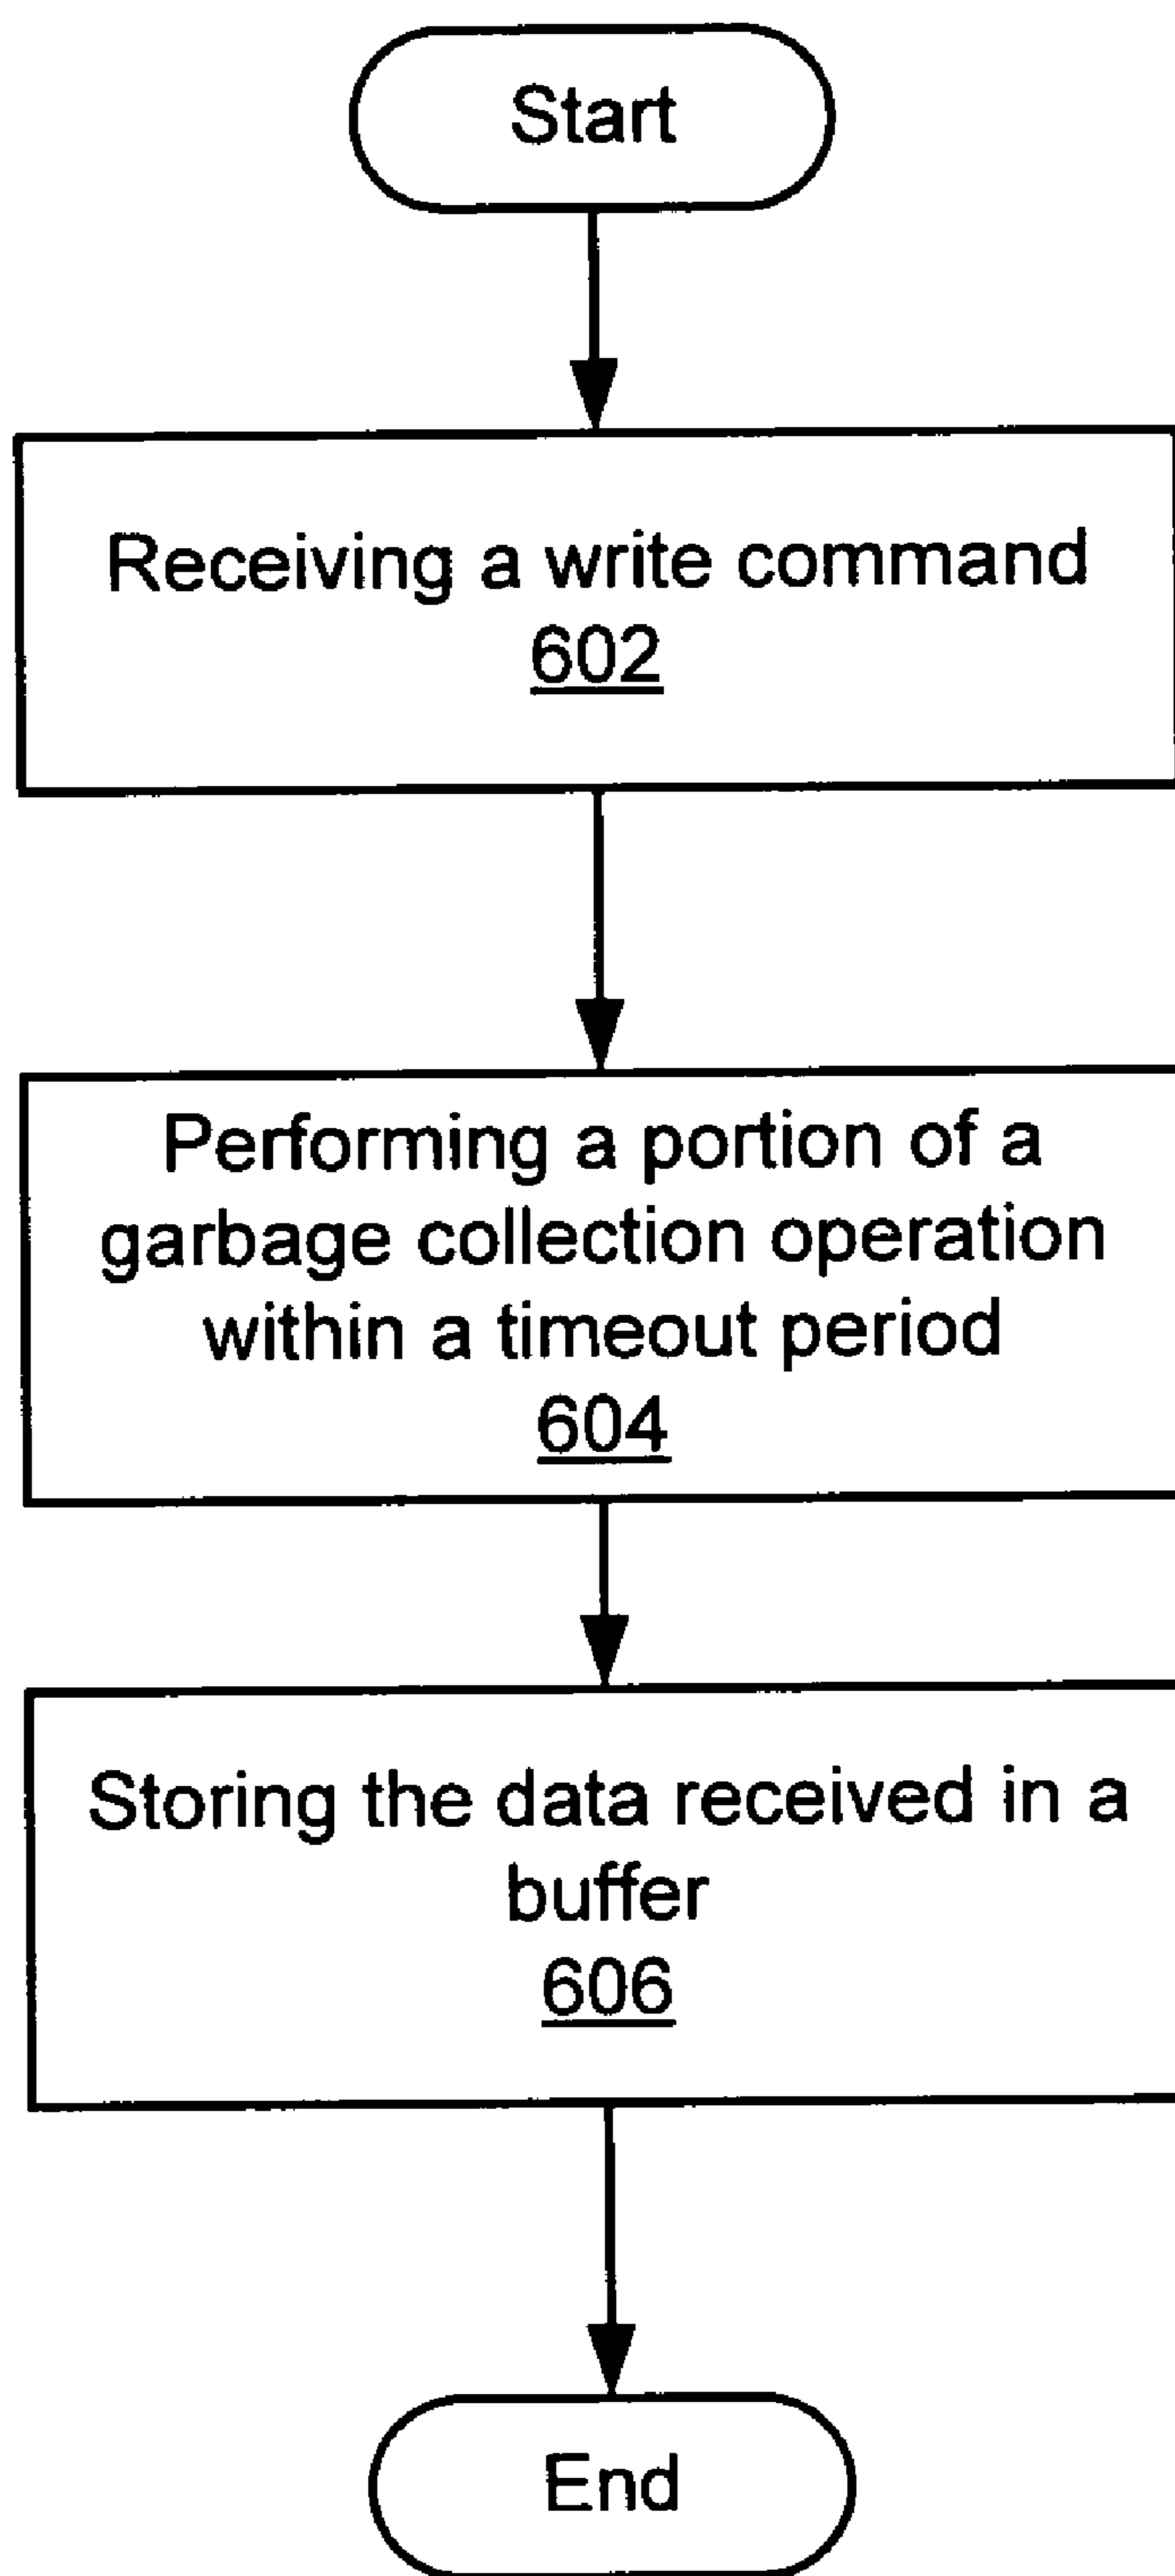 Start
Receiving a write command
602
Performing a portion of a
garbage collection operation
within a timeout period
604
Storing the data received in a
buffer
606
End